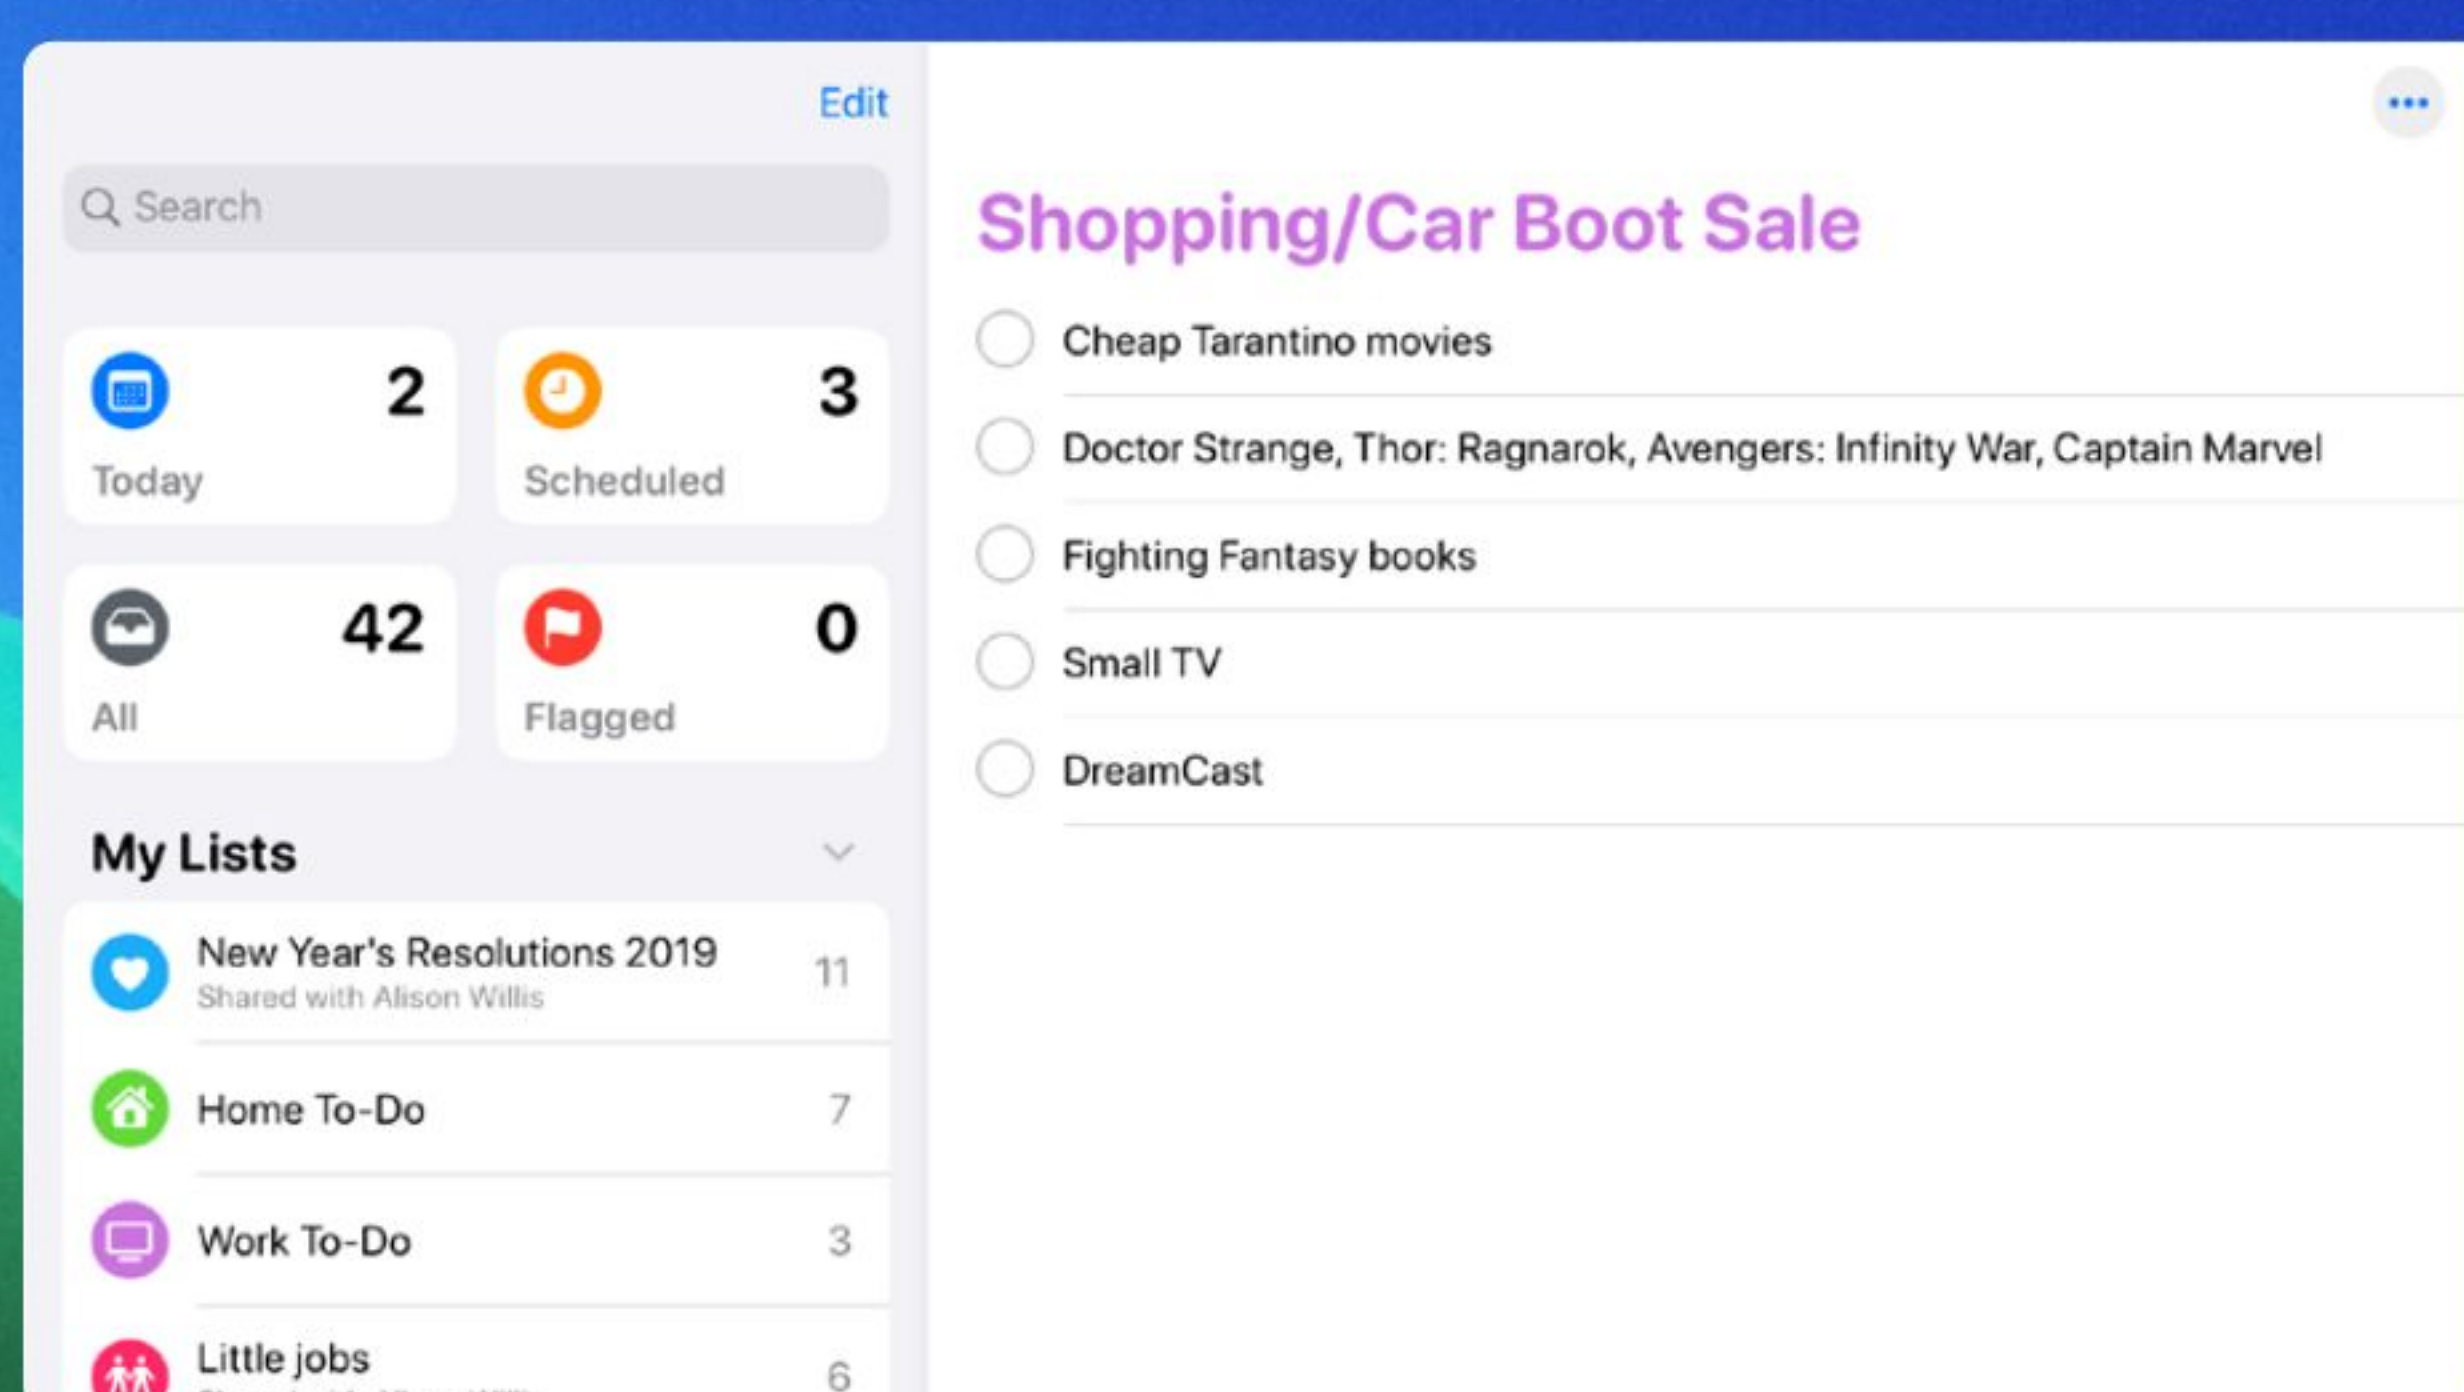 Edit
Search
2
Today
3
Scheduled
42
All
0
Flagged
My Lists
New Year's Resolutions 2019
11
Shared with Alison Willis
Home To-Do
7
Work To-Do
3
Little jobs
6
Shopping/Car Boot Sale
Cheap Tarantino movies
Doctor Strange, Thor: Ragnarok, Avengers: Infinity War, Captain Marvel
Fighting Fantasy books
Small TV
DreamCast